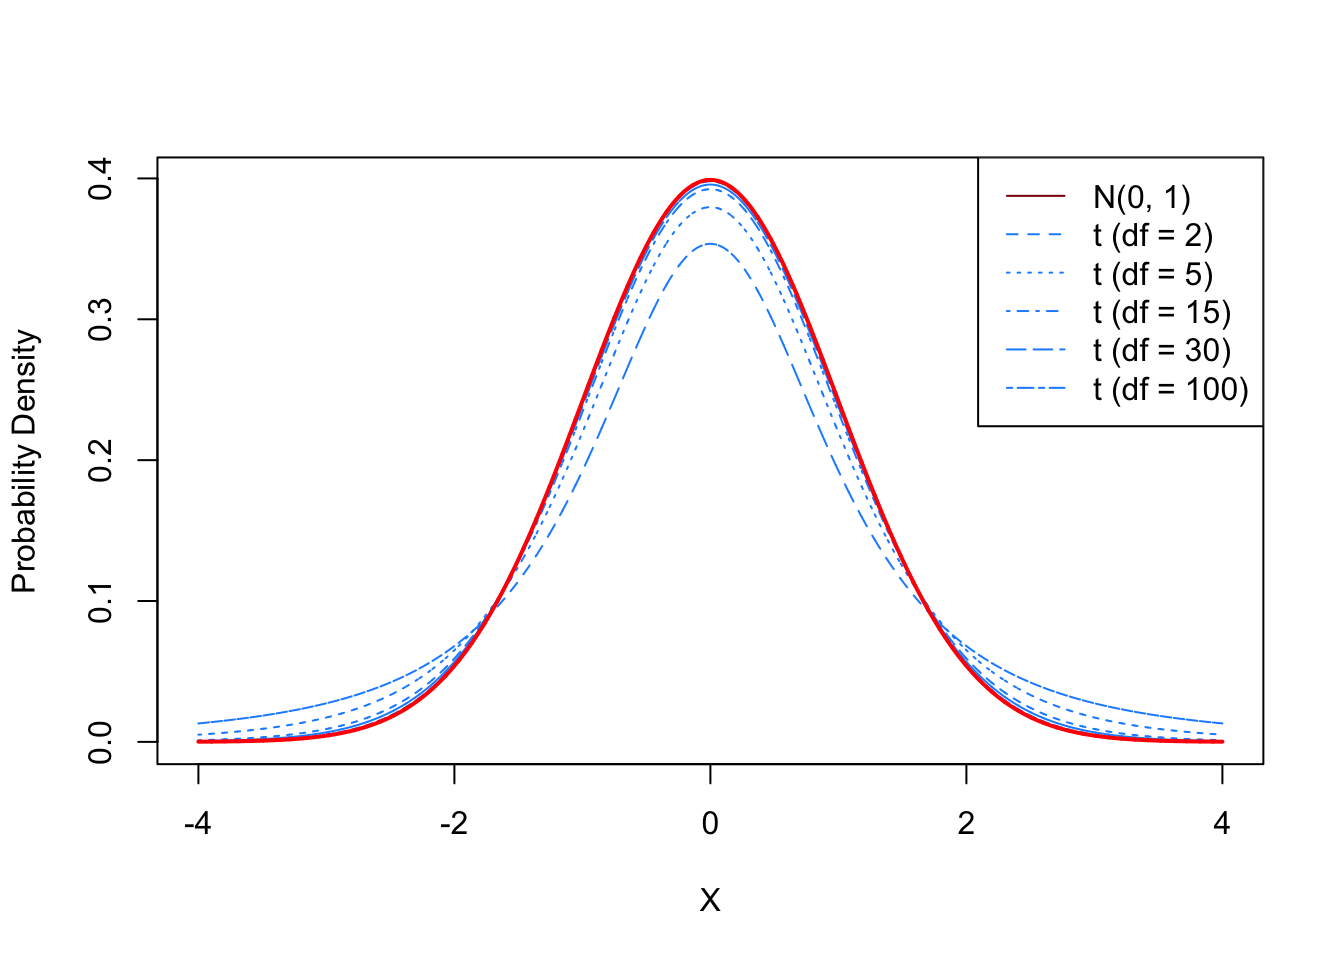 N(0, 1)
t (df = 2)
t (df = 5)
t (df = 15)
t (df = 30)
t (df = 100)
Probability Density
0.4
0.3
0.2
0.1
0.0
-4 -2 0 2 4
X